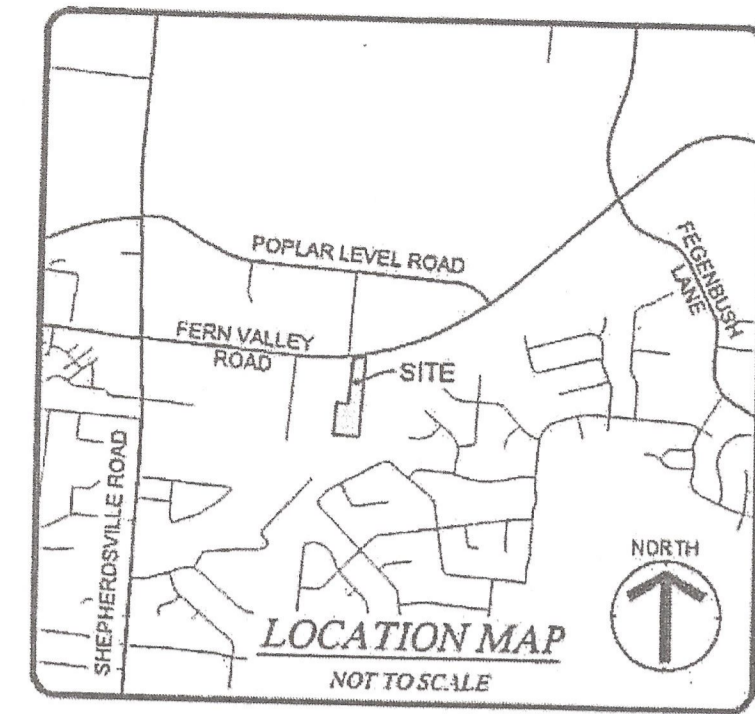 POPLAR LEVEL ROAD
FEGENBUSH
LANE
FERN VALLEY
ROAD
SITE
SHEPHERDSVILLE ROAD
NORTH
LOCATION MAP
NOT TO SCALE